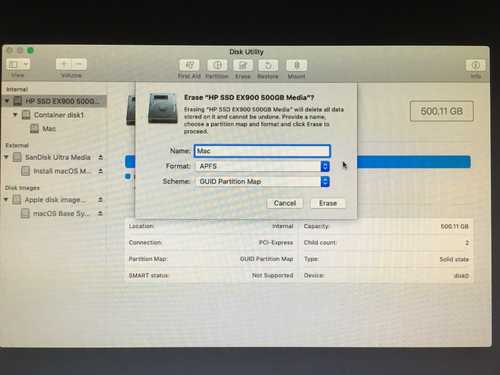 Disk Utility
View
Volume
First Aid
Partition
Erase
Restore
Mount
Info
Internal
HP SSD EX900 500G...
Container disk1
Mac
External
SanDisk Ultra Media
Install macOS M...
Disk Images
Apple disk image...
macOS Base Sy...
Erase “HP SSD EX900 500GB Media”?
Erasing “HP SSD EX900 500GB Media” will delete all data
stored on it and cannot be undone. Provide a name,
choose a partition map and format and click Erase to
proceed.
Name: Mac
Format: APFS
Scheme: GUID Partition Map
Cancel
Erase
500,11 GB
Location: Internal
Capacity: 500,11 GB
Connection: PCI-Express
Child count: 2
Partition Map: GUID Partition Map
Type: Solid state
SMART status: Not Supported
Device: disk0